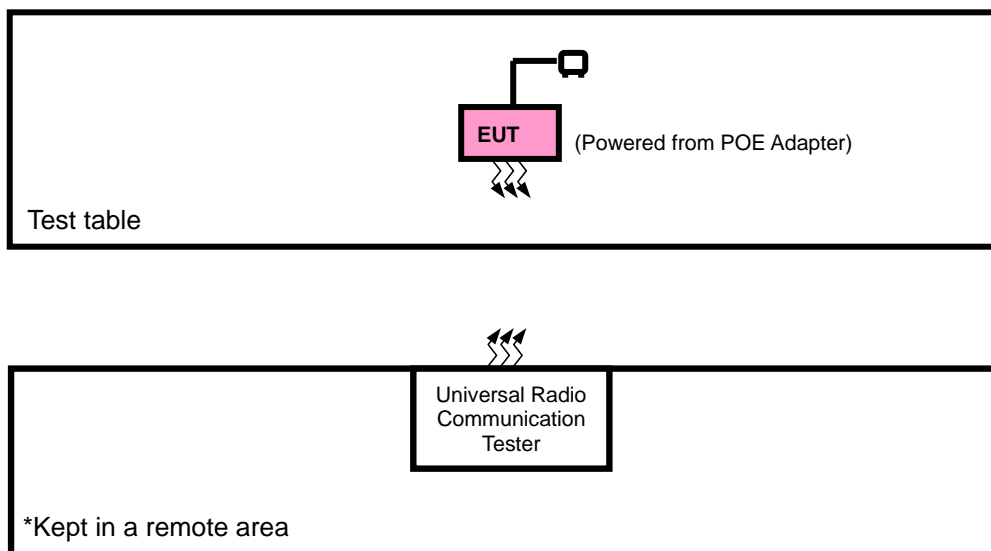 EUT
(Powered from POE Adapter)
Test table
Universal Radio
Communication
Tester
*Kept in a remote area